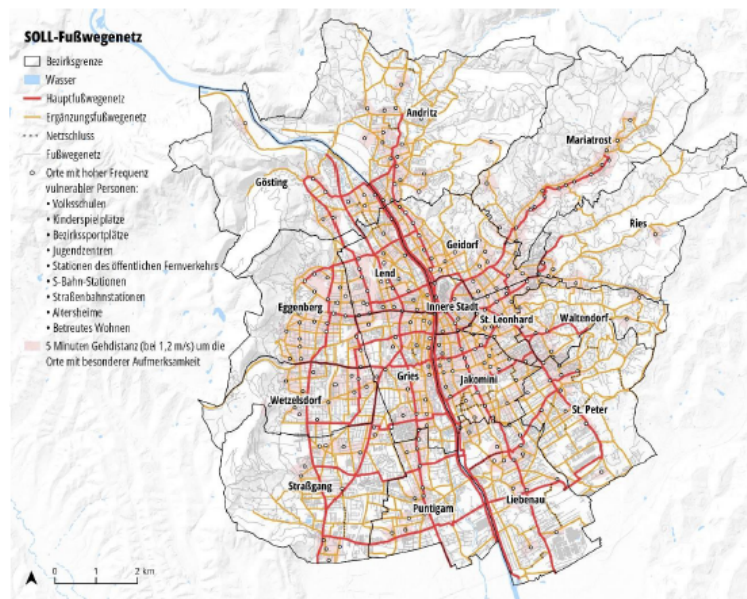 SOLL-Fußwegenetz
Bezirksgrenze
Wasser
Hauptfußwegenetz
Ergänzungsfußwegenetz
Netzschluss
Fußwegenetz
Orte mit hoher Frequenz
vulnerabler Personen:
• Volksschulen
• Kinderspielplätze
• Bezirkssportplätze
• Jugendzentren
• Stationen des öffentlichen Fernverkehrs
• S-Bahn-Stationen
• Straßenbahnstationen
• Altersheime
• Betreutes Wohnen
5 Minuten Gehdistanz (bei 1,2 m/s) um die
Orte mit besonderer Aufmerksamkeit
Andritz
Mariatrost
Gösting
Ries
Geidorf
Lend
Eggenberg
Innere Stadt
St. Leonhard
Waltendorf
Gries
Jakomini
Wetzelsdorf
St. Peter
Straßgang
Liebenau
Puntigam
0 1 2 km